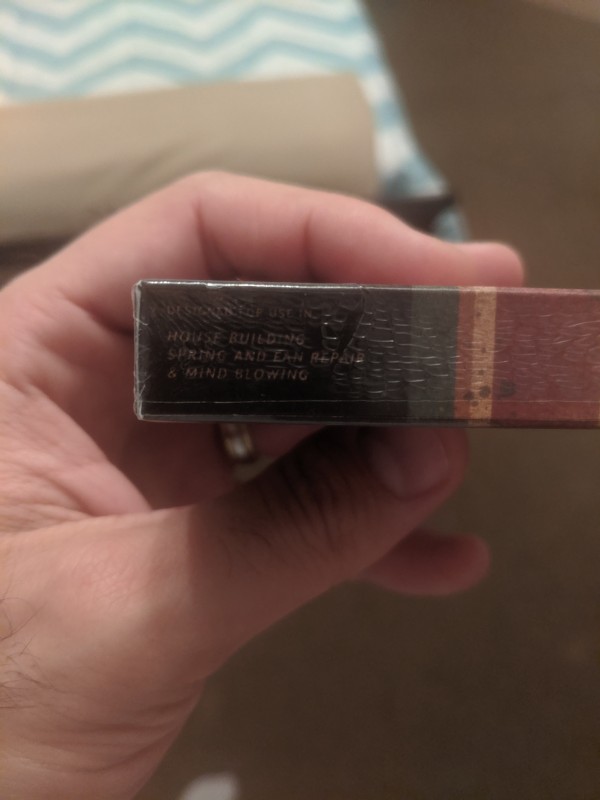 DESIGNED FOR USE IN
HOUSE BUILDING
SPRING AND FAN REPAIR
& MIND BLOWING